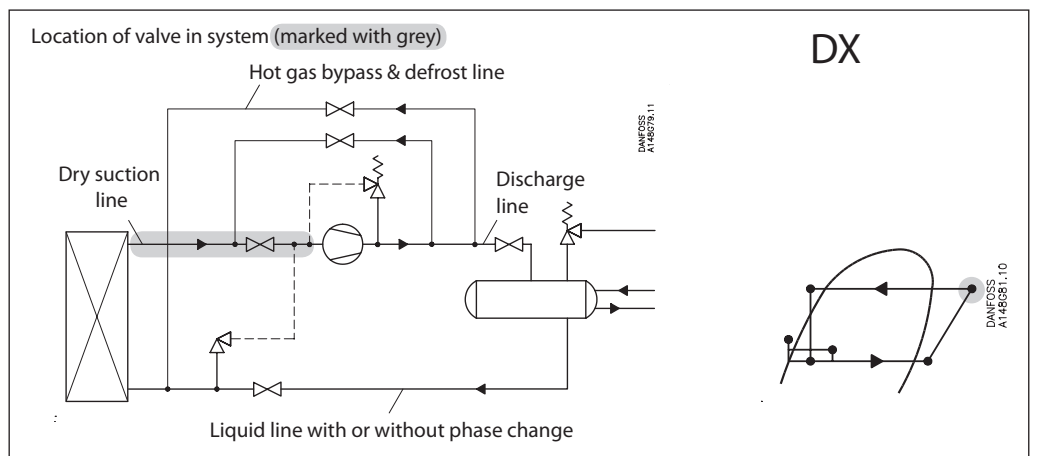 Location of valve in system (marked with grey)
DX
Hot gas bypass & defrost line
DANFOSS
A148G79.11
Dry suction
line
Discharge
line
DANFOSS
A148G81.10
Liquid line with or without phase change